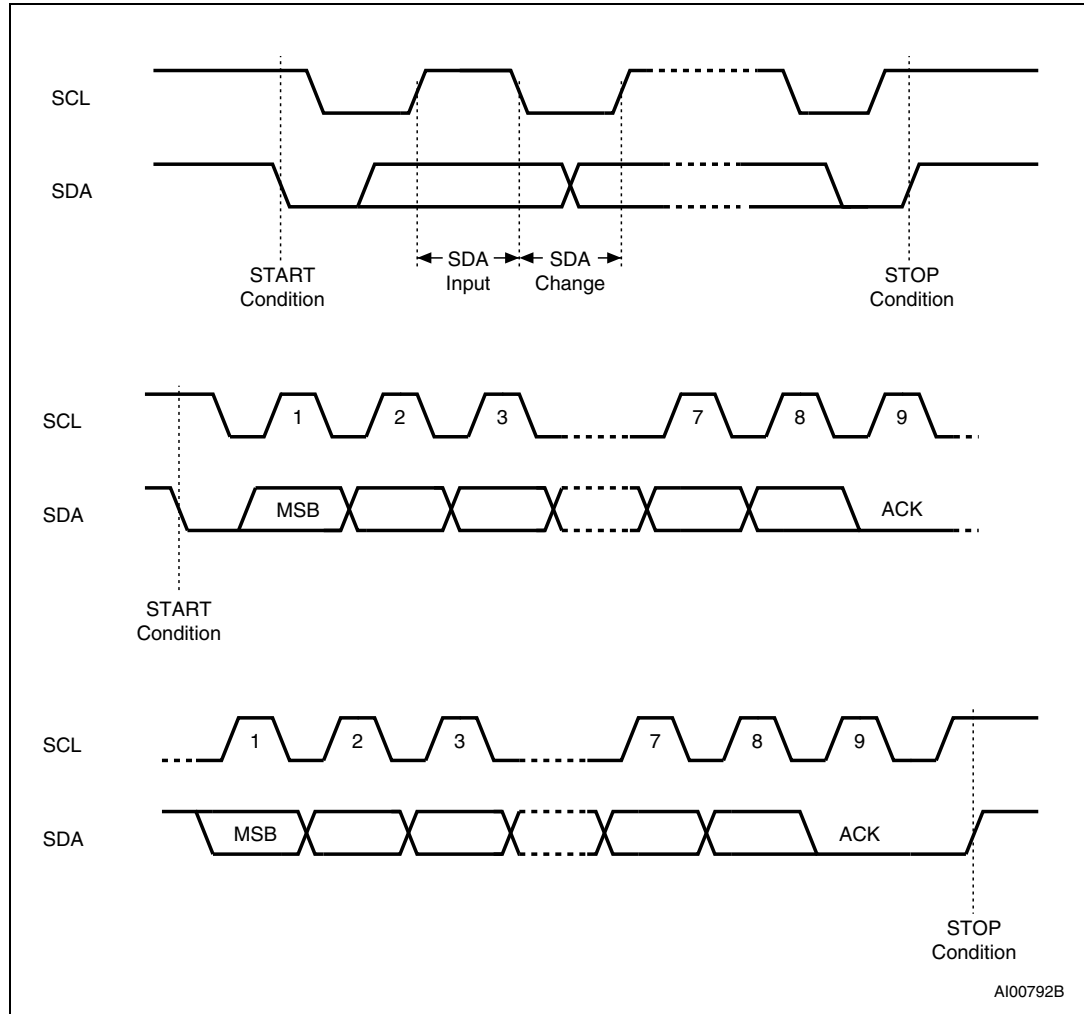 SCL
SDA
SDA Input
SDA Change
START Condition
STOP Condition
SCL
1 2 3 7 8 9
SDA
MSB ACK
START Condition
SCL
1 2 3 7 8 9
SDA
MSB ACK
STOP Condition
AI00792B